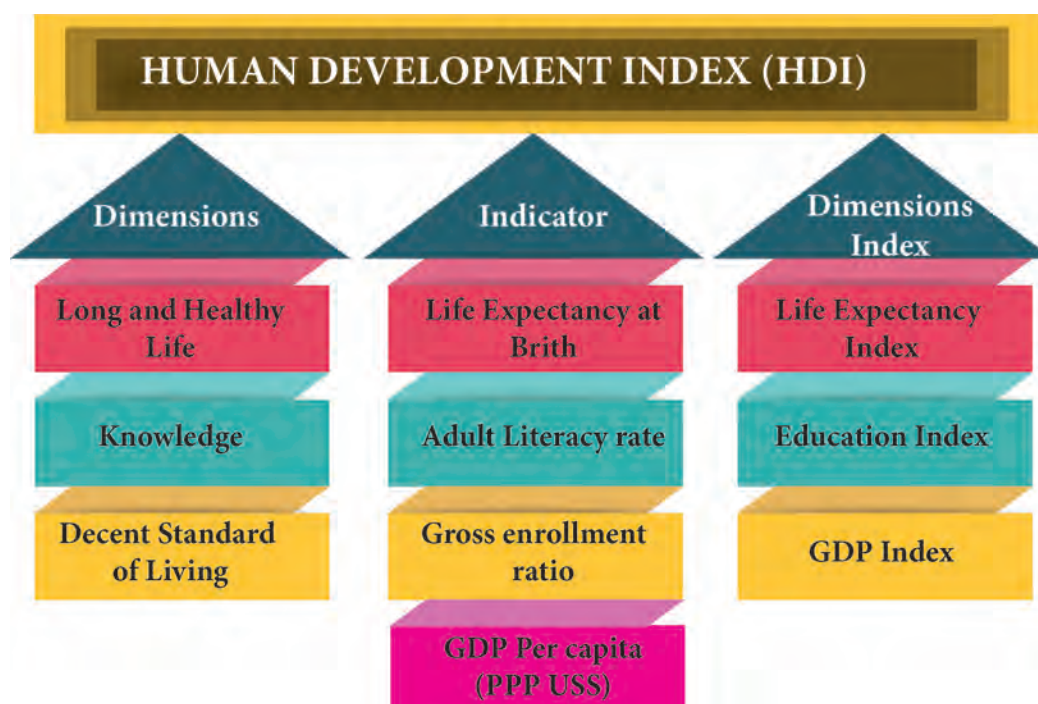 HUMAN DEVELOPMENT INDEX (HDI)
Dimensions
Long and Healthy
Life
Knowledge
Decent Standard
of Living
Indicator
Life Expectancy at
Brith
Adult Literacy rate
Gross enrollment
ratio
GDP Per capita
(PPP USS)
Dimensions
Index
Life Expectancy
Index
Education Index
GDP Index